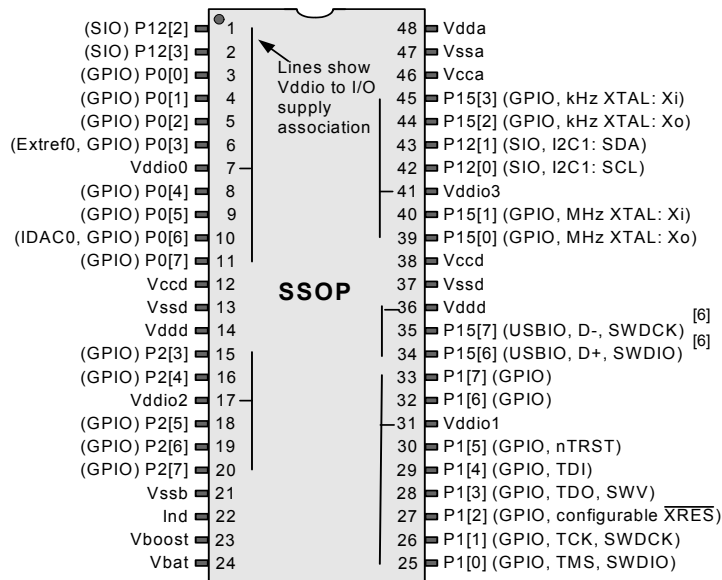 (SIO) P12[2] 1 48 Vdda
(SIO) P12[3] 2 47 Vssa
(GPIO) P0[0] 3 46 Vcca
Lines show
Vddio to I/O
supply
association
(GPIO) P0[1] 4 45 P15[3] (GPIO, kHz XTAL: Xi)
(GPIO) P0[2] 5 44 P15[2] (GPIO, kHz XTAL: Xo)
(Extref0, GPIO) P0[3] 6 43 P12[1] (SIO, I2C1: SDA)
Vddio0 7 42 P12[0] (SIO, I2C1: SCL)
(GPIO) P0[4] 8 41 Vddio3
(GPIO) P0[5] 9 40 P15[1] (GPIO, MHz XTAL: Xi)
(IDAC0, GPIO) P0[6] 10 39 P15[0] (GPIO, MHz XTAL: Xo)
(GPIO) P0[7] 11 38 Vccd
Vccd 12 37 Vssd
SSOP
Vssd 13 36 Vddd
Vddd 14 35 P15[7] (USBIO, D-, SWDCK) [6]
(GPIO) P2[3] 15 34 P15[6] (USBIO, D+, SWDIO) [6]
(GPIO) P2[4] 16 33 P1[7] (GPIO)
Vddio2 17 32 P1[6] (GPIO)
(GPIO) P2[5] 18 31 Vddio1
(GPIO) P2[6] 19 30 P1[5] (GPIO, nTRST)
(GPIO) P2[7] 20 29 P1[4] (GPIO, TDI)
Vssb 21 28 P1[3] (GPIO, TDO, SWV)
Ind 22 27 P1[2] (GPIO, configurable XRES)
Vboost 23 26 P1[1] (GPIO, TCK, SWDCK)
Vbat 24 25 P1[0] (GPIO, TMS, SWDIO)